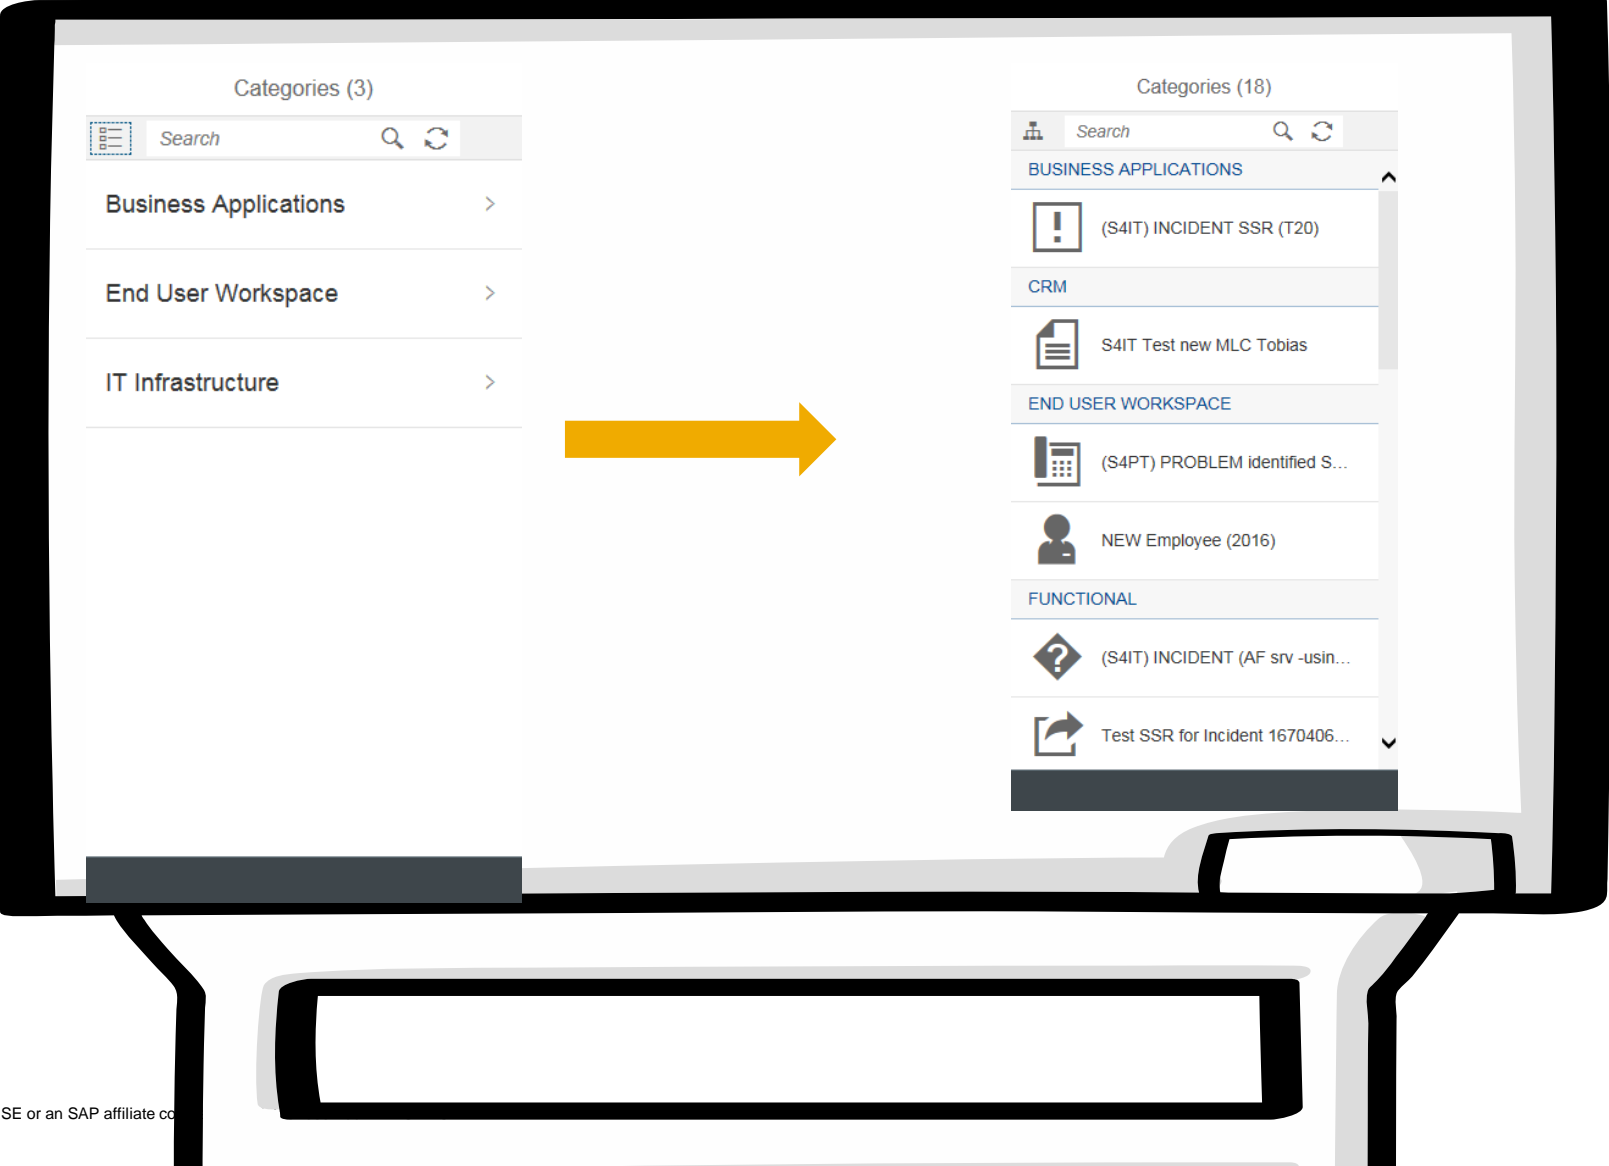 Categories (3)
Search
Business Applications
End User Workspace
IT Infrastructure
Categories (18)
Search
BUSINESS APPLICATIONS
(S4IT) INCIDENT SSR (T20)
CRM
S4IT Test new MLC Tobias
END USER WORKSPACE
(S4PT) PROBLEM identified S...
NEW Employee (2016)
FUNCTIONAL
(S4IT) INCIDENT (AF srv -usin...
Test SSR for Incident 1670406...
SE or an SAP affiliate co